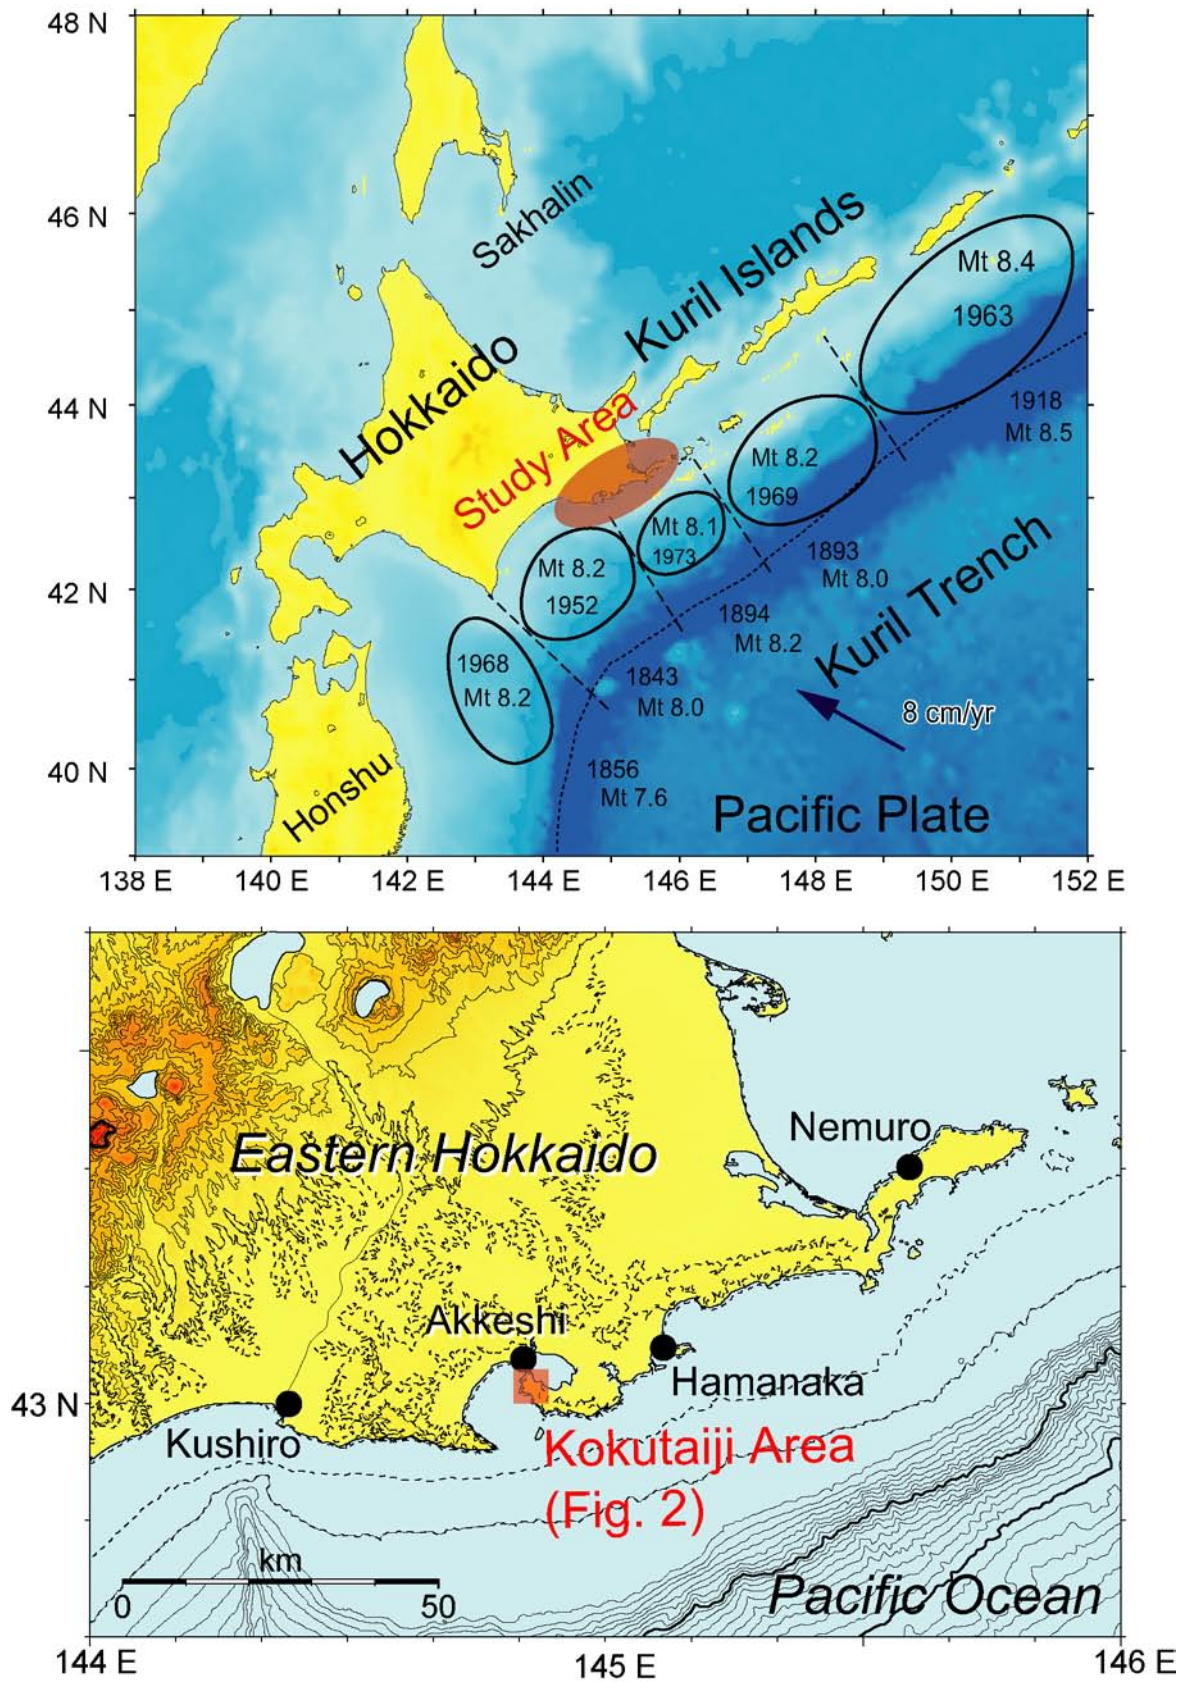 48 N
46 N
44 N
42 N
40 N
138 E
140 E
142 E
144 E
146 E
148 E
150 E
152 E
Sakhalin
Kuril Islands
Hokkaido
Study Area
Honshu
Kuril Trench
Pacific Plate
8 cm/yr
Mt 8.4
1963
1918
Mt 8.5
Mt 8.2
1969
1893
Mt 8.0
Mt 8.1
1973
1894
Mt 8.2
Mt 8.2
1952
1843
Mt 8.0
1968
Mt 8.2
1856
Mt 7.6
Eastern Hokkaido
Nemuro
Akkeshi
Hamanaka
43 N
Kushiro
Kokutaiji Area
(Fig. 2)
km
0
50
Pacific Ocean
144 E
145 E
146 E